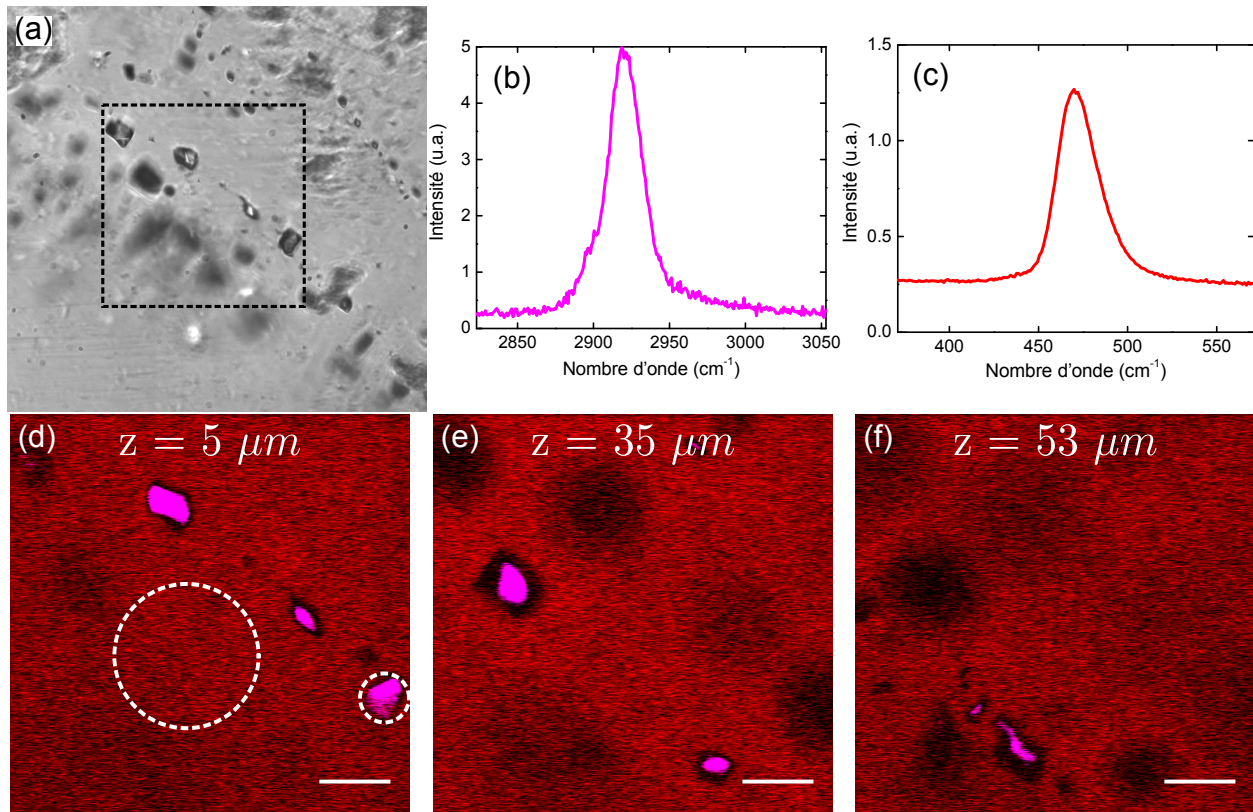 (a)
(b)
5
4
3
2
1
0
Intensité (u.a.)
2850
2900
2950
3000
3050
Nombre d'onde (cm⁻¹)
(c)
1.5
1.0
0.5
0.0
Intensité (u.a.)
400
450
500
550
Nombre d'onde (cm⁻¹)
(d)
z = 5 μm
(e)
z = 35 μm
(f)
z = 53 μm